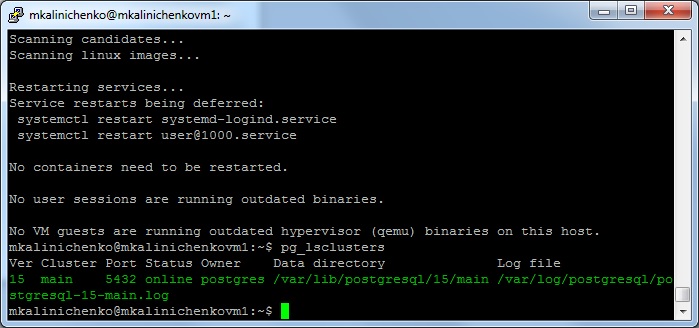 mkalinichenko@mkalinichenkovm1: ~
Scanning candidates...
Scanning linux images...
Restarting services...
Service restarts being deferred:
 systemctl restart systemd-logind.service
 systemctl restart user@1000.service
No containers need to be restarted.
No user sessions are running outdated binaries.
No VM guests are running outdated hypervisor (qemu) binaries on this host.
mkalinichenko@mkalinichenkovm1:~$ pg_lsclusters
Ver Cluster Port Status Owner    Data directory              Log file
15  main    5432 online postgres /var/lib/postgresql/15/main /var/log/postgresql/po
stgresql-15-main.log
mkalinichenko@mkalinichenkovm1:~$